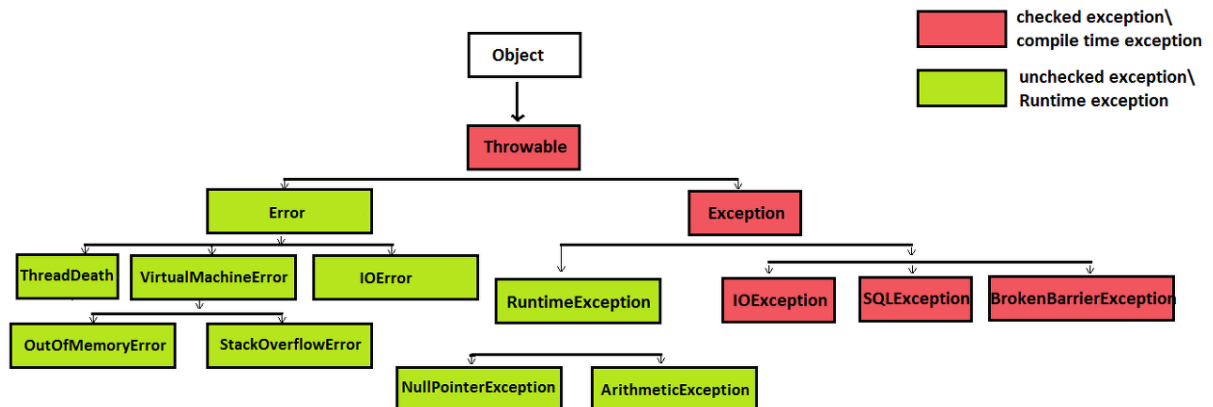 checked exception\
compile time exception
Object
unchecked exception\
Runtime exception
Throwable
Error
Exception
ThreadDeath
VirtualMachineError
IOError
RuntimeException
IOException
SQLException
BrokenBarrierException
OutOfMemoryError
StackOverflowError
NullPointerException
ArithmeticException